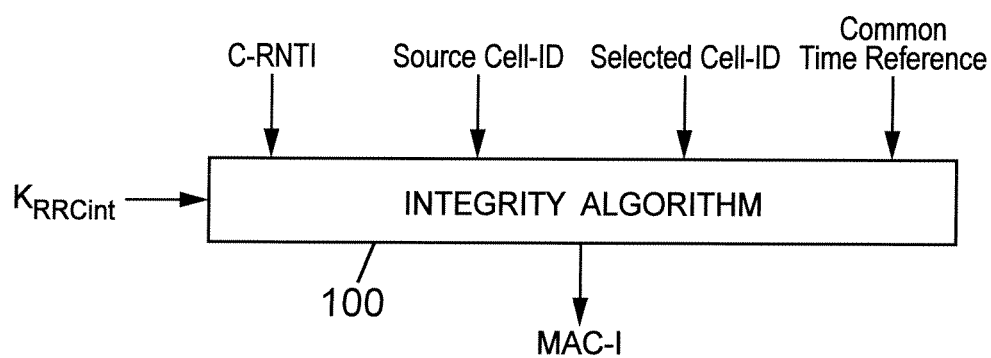 C-RNTI
Source Cell-ID
Selected Cell-ID
Common
Time Reference
KRRCint
INTEGRITY ALGORITHM
100
MAC-I